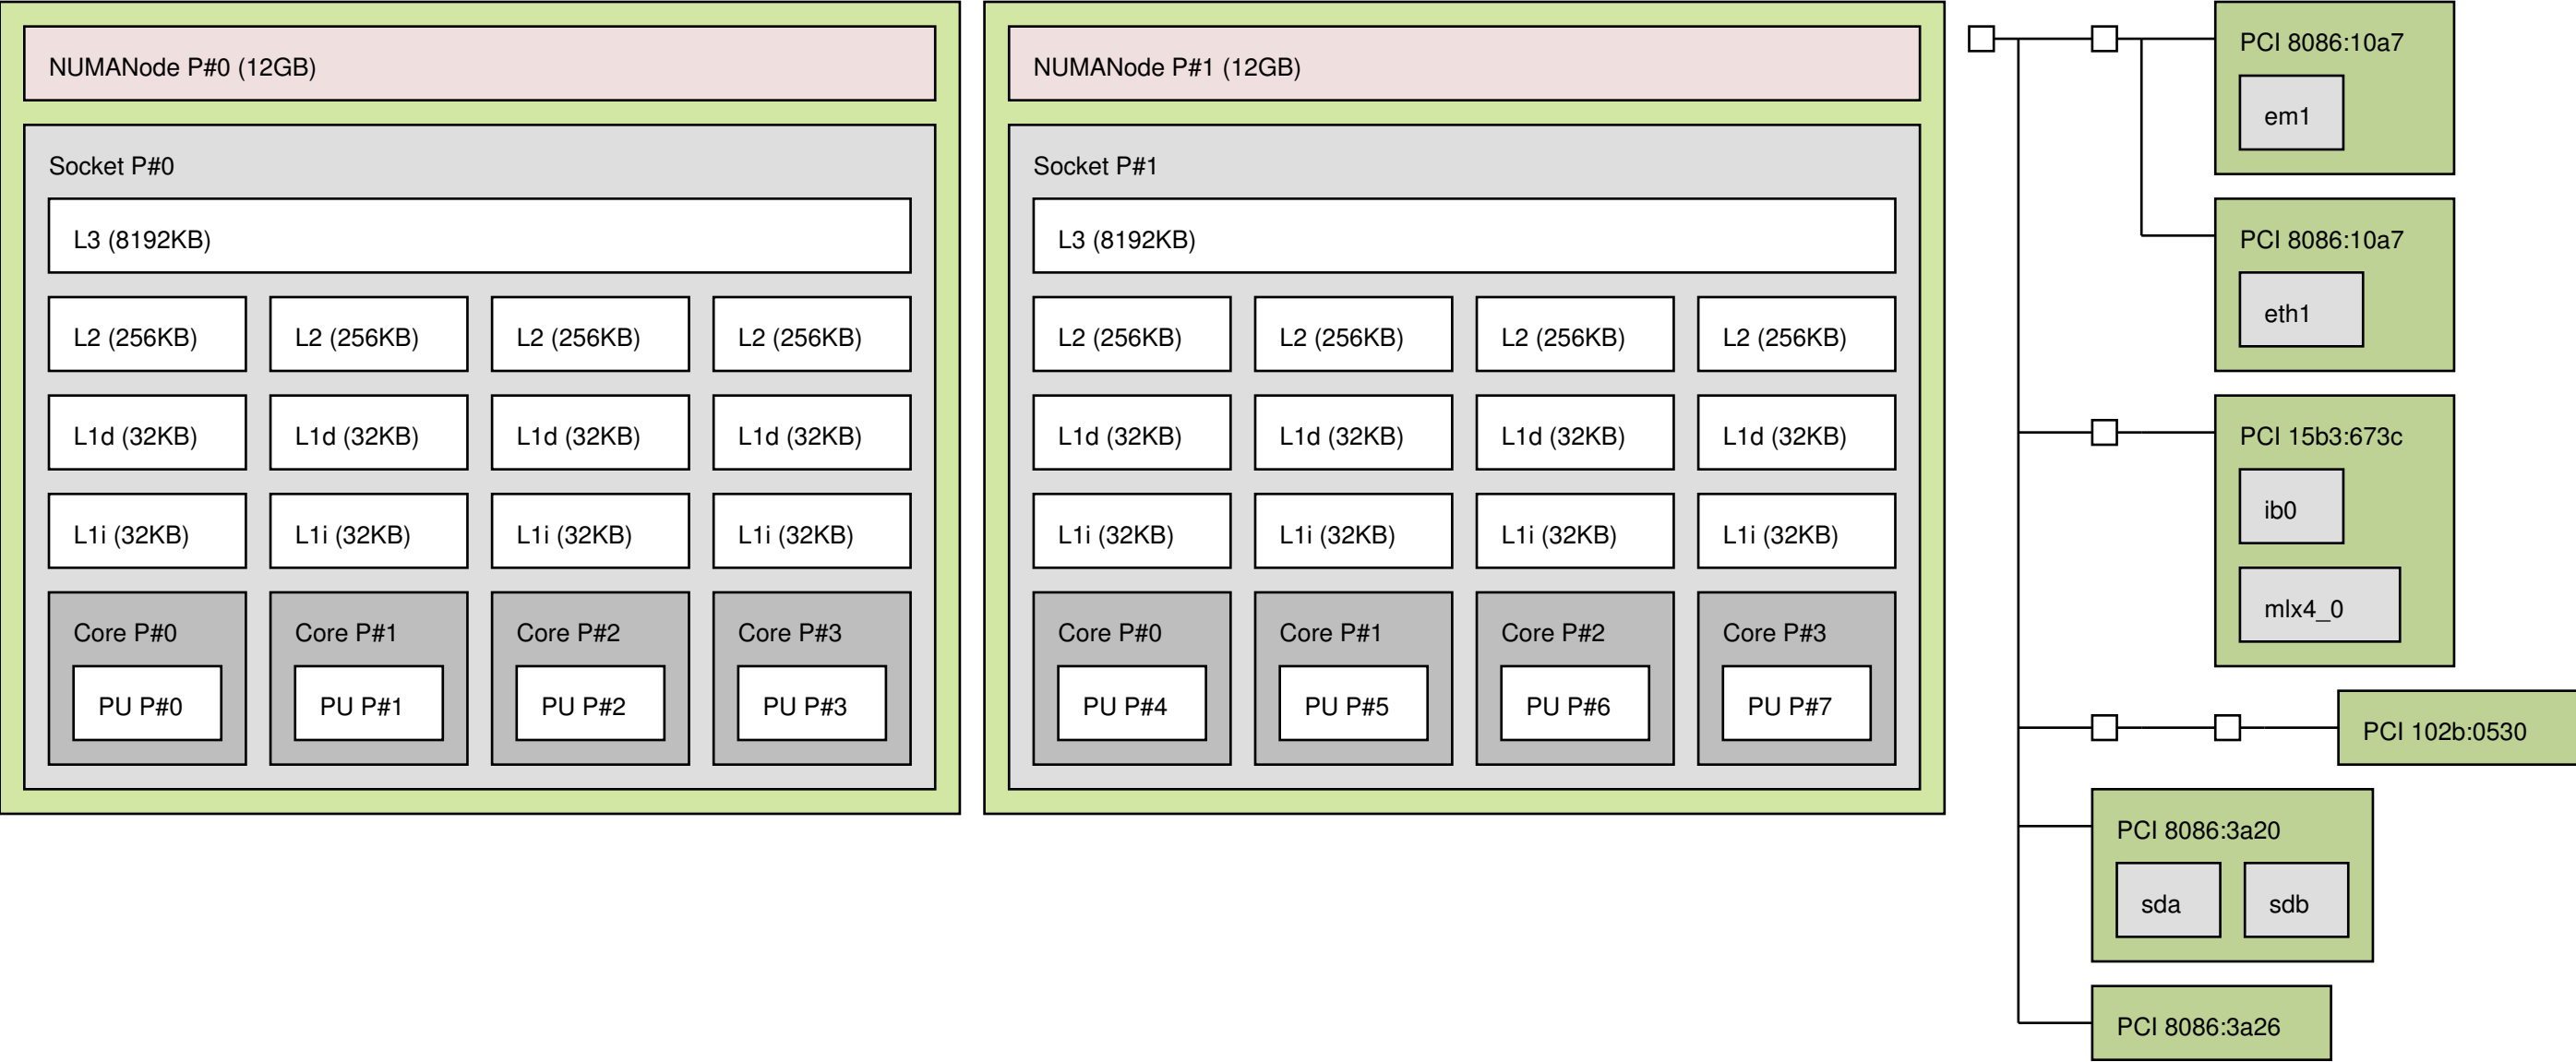 NUMANode P#0 (12GB)
Socket P#0
L3 (8192KB)
L2 (256KB) L2 (256KB) L2 (256KB) L2 (256KB)
L1d (32KB) L1d (32KB) L1d (32KB) L1d (32KB)
L1i (32KB) L1i (32KB) L1i (32KB) L1i (32KB)
Core P#0 Core P#1 Core P#2 Core P#3
PU P#0 PU P#1 PU P#2 PU P#3
NUMANode P#1 (12GB)
Socket P#1
L3 (8192KB)
L2 (256KB) L2 (256KB) L2 (256KB) L2 (256KB)
L1d (32KB) L1d (32KB) L1d (32KB) L1d (32KB)
L1i (32KB) L1i (32KB) L1i (32KB) L1i (32KB)
Core P#0 Core P#1 Core P#2 Core P#3
PU P#4 PU P#5 PU P#6 PU P#7
PCI 8086:10a7
em1
PCI 8086:10a7
eth1
PCI 15b3:673c
ib0
mlx4_0
PCI 102b:0530
PCI 8086:3a20
sda sdb
PCI 8086:3a26